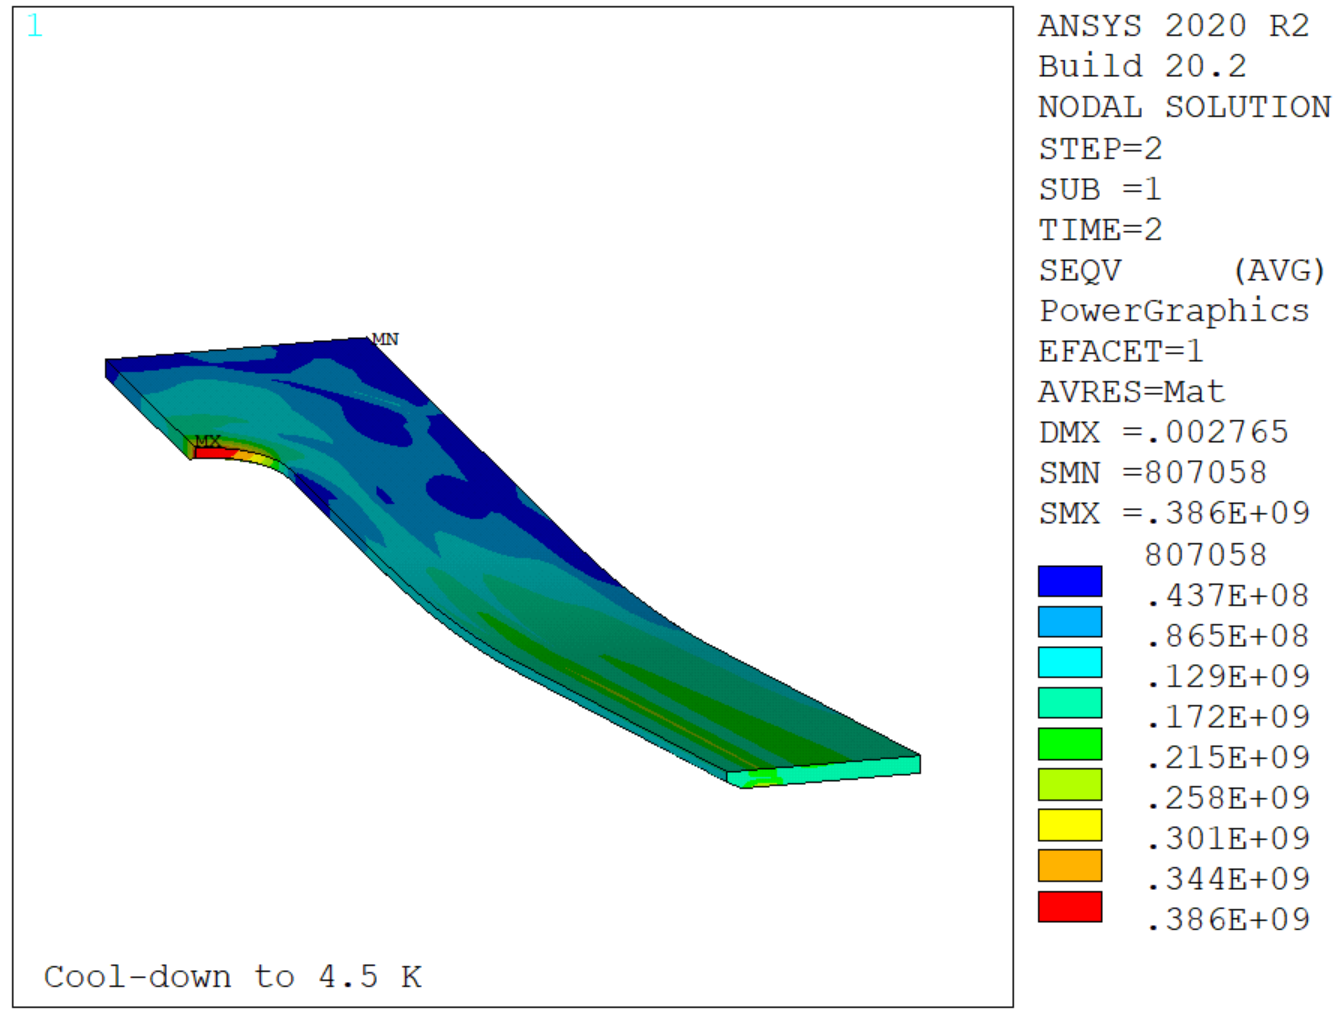 1
ANSYS 2020 R2
Build 20.2
NODAL SOLUTION
STEP=2
SUB =1
TIME=2
SEQV (AVG)
PowerGraphics
EFACET=1
AVRES=Mat
DMX =.002765
SMN =807058
SMX =.386E+09
807058
.437E+08
.865E+08
.129E+09
.172E+09
.215E+09
.258E+09
.301E+09
.344E+09
.386E+09
MN
MX
Cool-down to 4.5 K